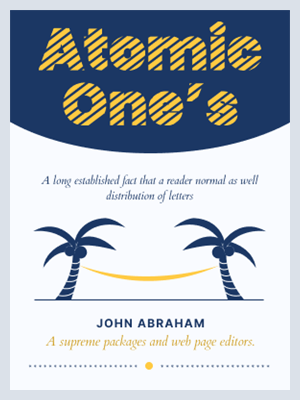 Atomic
One's
A long established fact that a reader normal as well
distribution of letters
JOHN ABRAHAM
A supreme packages and web page editors.